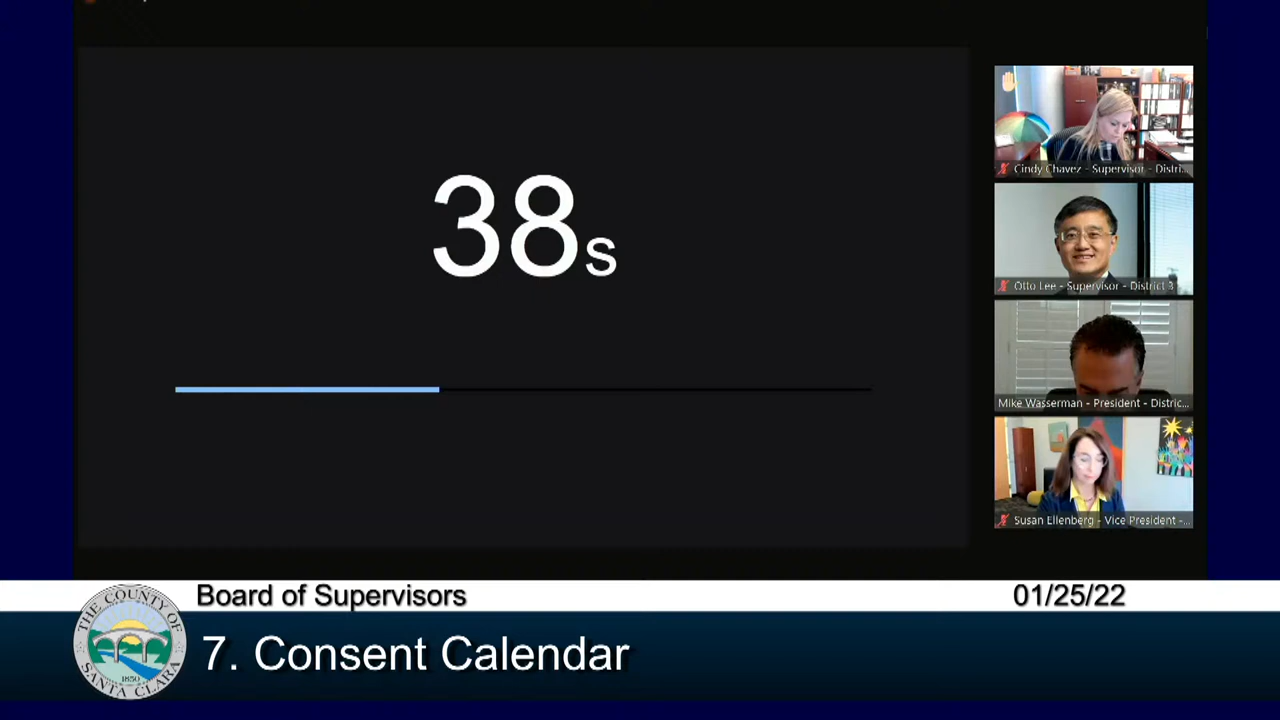 38s
Cindy Chavez - Supervisor - Distri...
Otto Lee - Supervisor - District 3
Mike Wasserman - President - Distric...
Susan Ellenberg - Vice President -...
Board of Supervisors
01/25/22
THE COUNTY OF
SANTA CLARA
1850
7. Consent Calendar